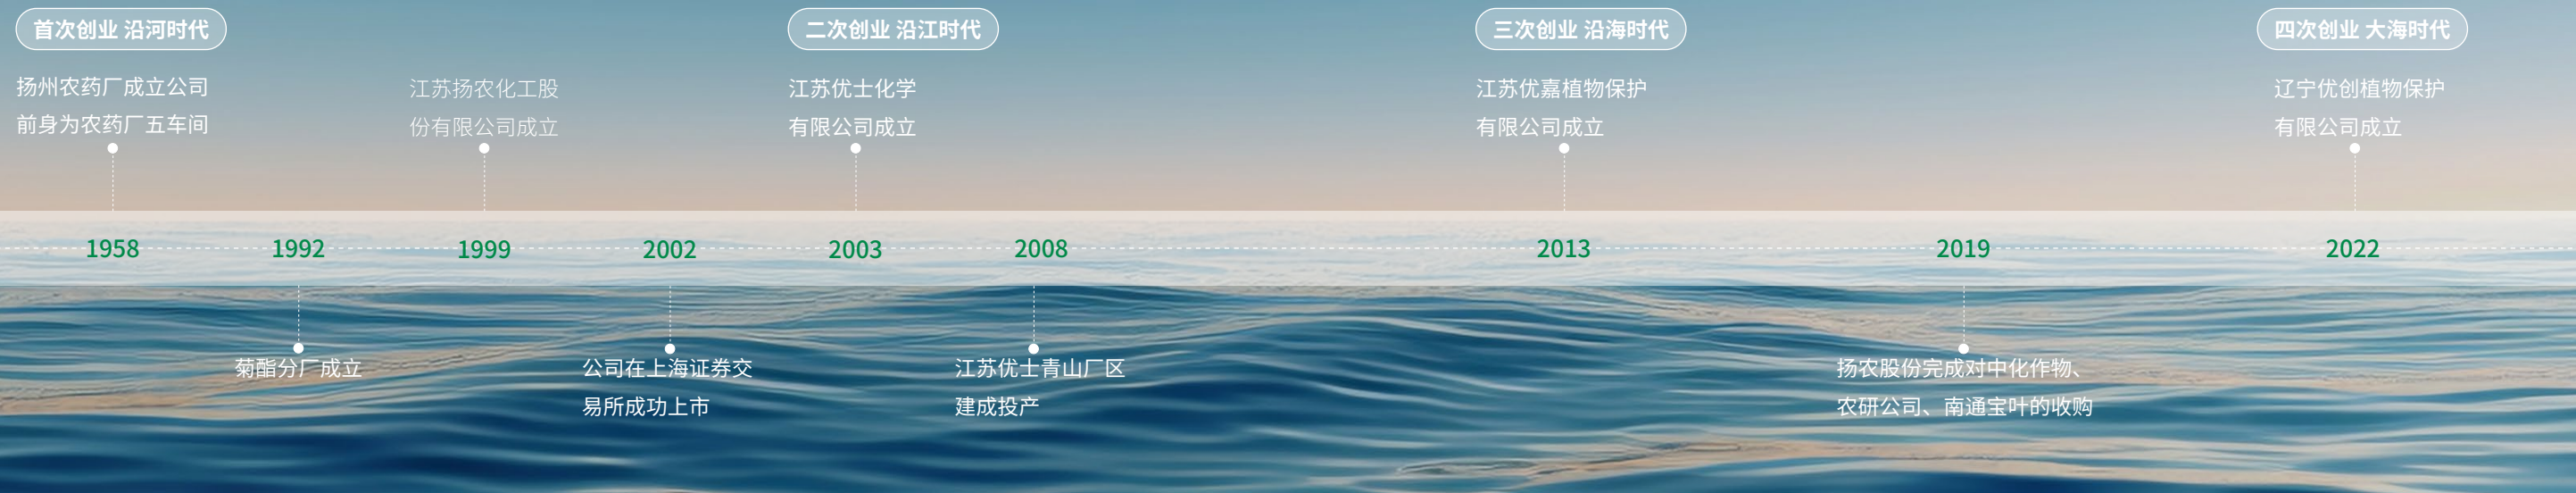 首次创业 沿河时代
二次创业 沿江时代
三次创业 沿海时代
四次创业 大海时代
扬州农药厂成立公司
前身为农药厂五车间
江苏扬农化工股
份有限公司成立
江苏优士化学
有限公司成立
江苏优嘉植物保护
有限公司成立
辽宁优创植物保护
有限公司成立
1958
1992
1999
2002
2003
2008
2013
2019
2022
菊酯分厂成立
公司在上海证券交
易所成功上市
江苏优士青山厂区
建成投产
扬农股份完成对中化作物、
农研公司、南通宝叶的收购